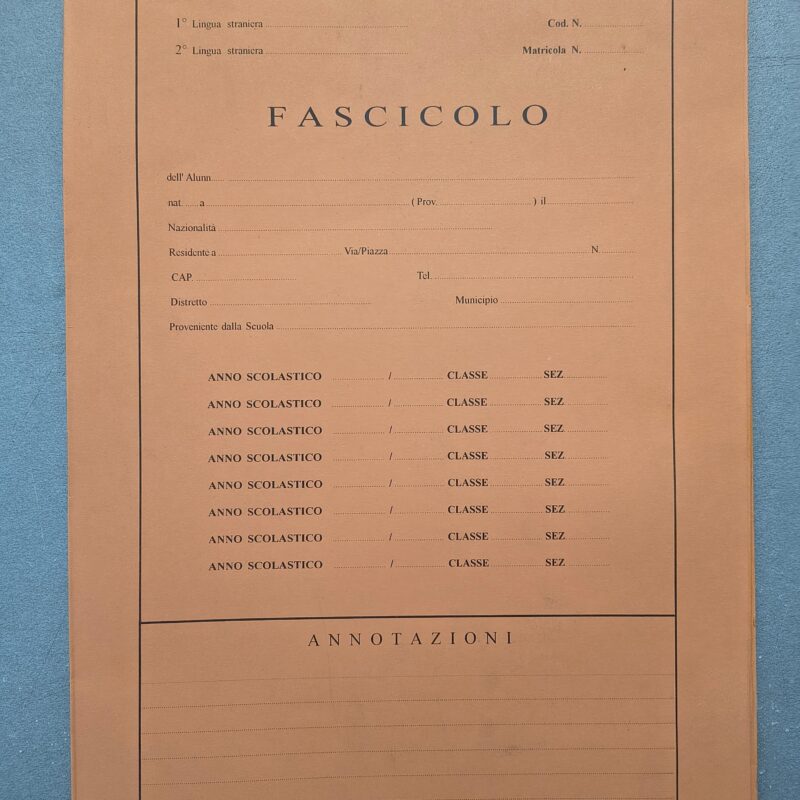 1° Lingua straniera Cod. N.
2° Lingua straniera Matricola N.
FASCICOLO
dell' Alunn
nat. a ( Prov. ) il
Nazionalità
Residente a Via/Piazza N.
CAP. Tel.
Distretto Municipio
Proveniente dalla Scuola
ANNO SCOLASTICO / CLASSE SEZ
ANNO SCOLASTICO / CLASSE SEZ
ANNO SCOLASTICO / CLASSE SEZ
ANNO SCOLASTICO / CLASSE SEZ
ANNO SCOLASTICO / CLASSE SEZ
ANNO SCOLASTICO / CLASSE SEZ
ANNO SCOLASTICO / CLASSE SEZ
ANNO SCOLASTICO / CLASSE SEZ
ANNOTAZIONI